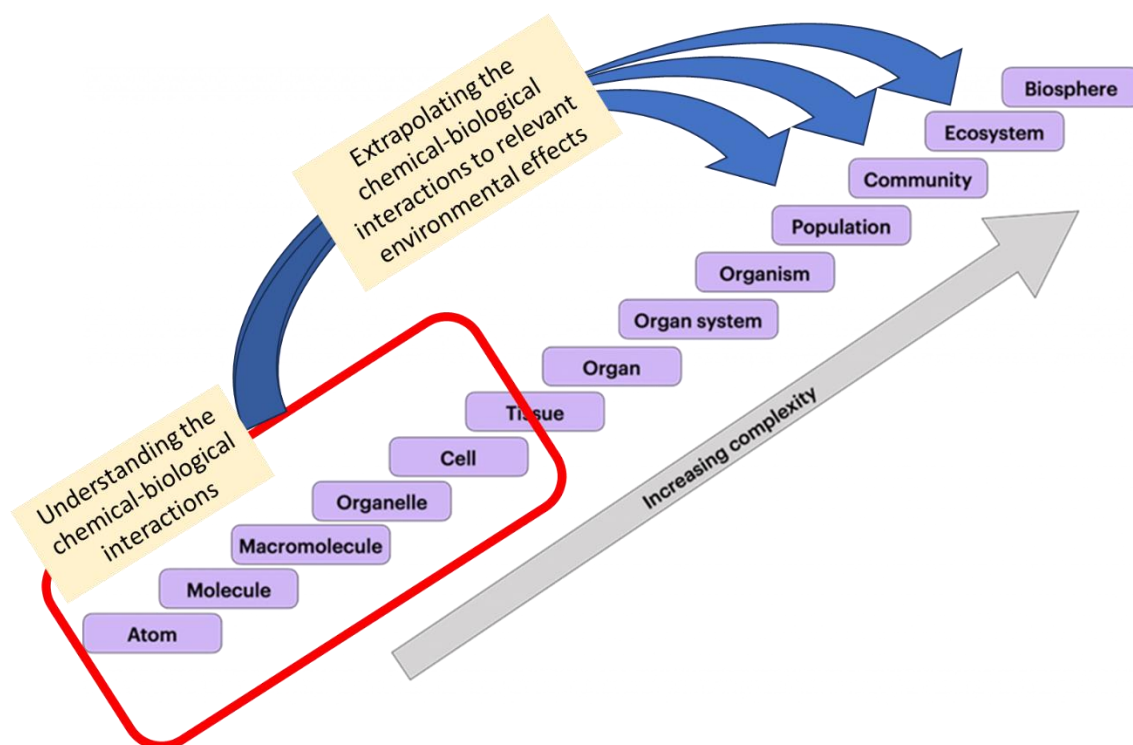 Extrapolating the
chemical-biological
interactions to relevant
environmental effects
Understanding the
chemical-biological
interactions
Biosphere
Ecosystem
Community
Population
Organism
Organ system
Organ
Tissue
Cell
Organelle
Macromolecule
Molecule
Atom
Increasing complexity